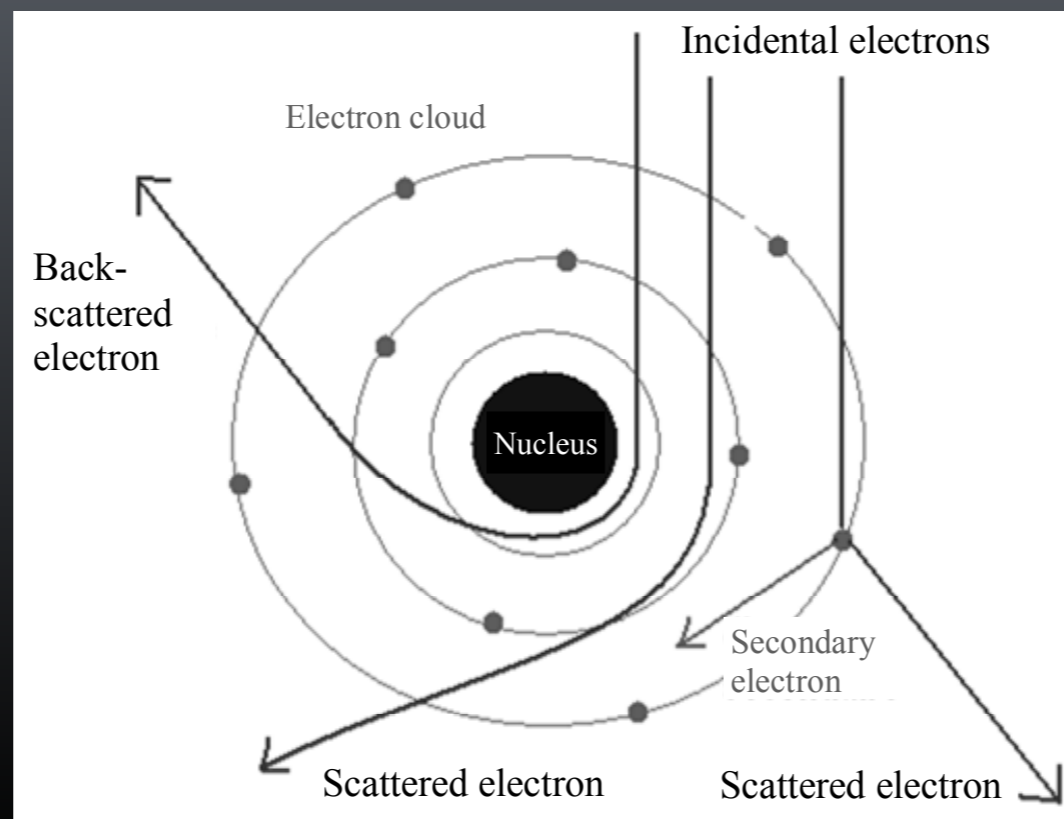 Incidental electrons
Electron cloud
Back-
scattered
electron
Nucleus
Secondary
electron
Scattered electron
Scattered electron